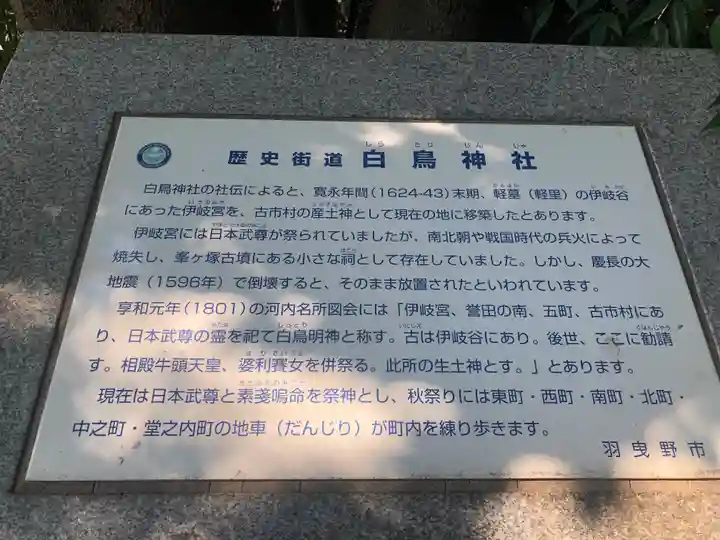 歴史街道 白鳥神社
白鳥神社の社伝によると、寛永年間(1624-43)末期、軽墓(軽里)の伊岐谷
にあった伊岐宮を、古市村の産土神として現在の地に移築したとあります。
伊岐宮には日本武尊が祭られていましたが、南北朝や戦国時代の兵火によって
焼失し、峯ヶ塚古墳にある小さな祠として存在していました。しかし、慶長の大
地震(1596年)で倒壊すると、そのまま放置されたといわれています。
享和元年(1801)の河内名所図会には「伊岐宮、誉田の南、五町、古市村にあ
り、日本武尊の霊を祀て白鳥明神と称す。古は伊岐谷にあり。後世、ここに勧請
す。相殿牛頭天皇、婆利賽女を併祭る。此所の生土神とす。」とあります。
現在は日本武尊と素戔嗚命を祭神とし、秋祭りには東町・西町・南町・北町・
中之町・堂之内町の地車(だんじり)が町内を練り歩きます。
羽曳野市